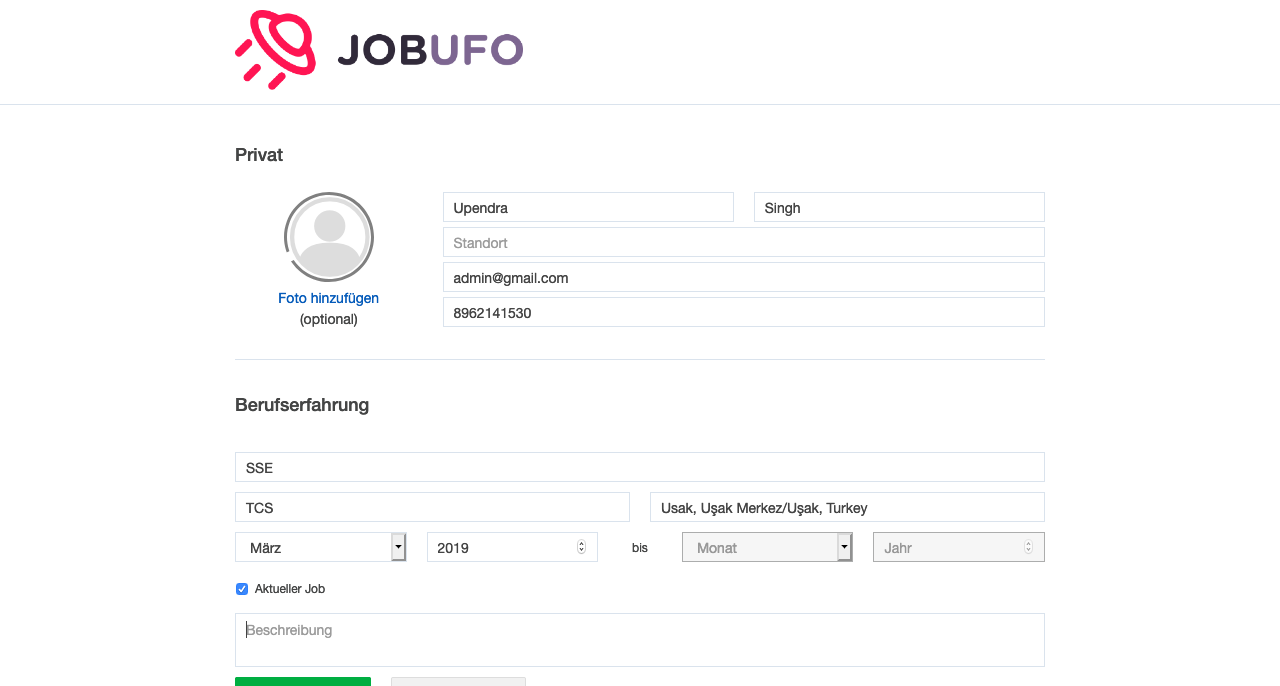 JOBUFO
Privat
Upendra Singh
Standort
admin@gmail.com
8962141530
Foto hinzufügen
(optional)
Berufserfahrung
SSE
TCS Usak, Uşak Merkez/Uşak, Turkey
März 2019 bis Monat Jahr
Aktueller Job
Beschreibung